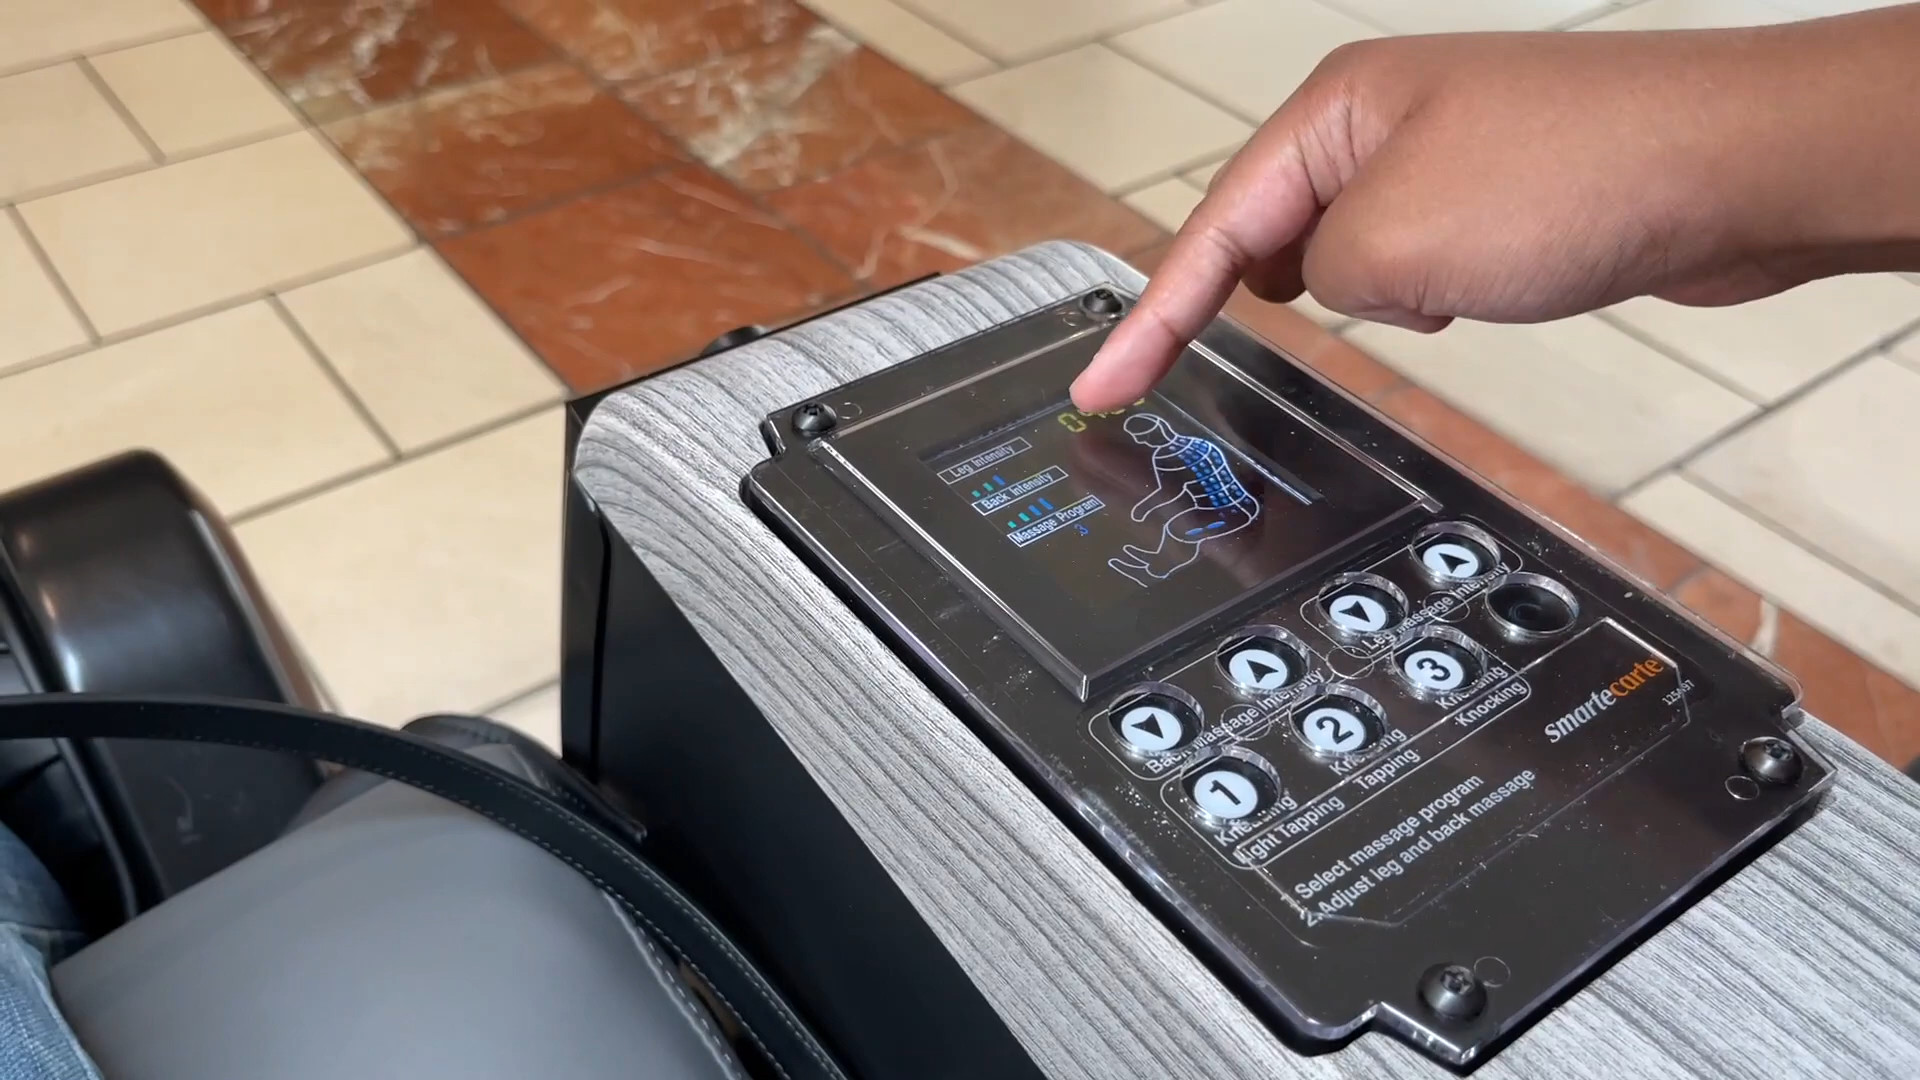 Leg Intensity
Back Intensity
Massage Program
3
Back Massage Intensity
Leg Massage Intensity
1
Kneading
Light Tapping
2
Kneading
Tapping
3
Kneading
Knocking
smartecarte
Select massage program
2. Adjust leg and back massage